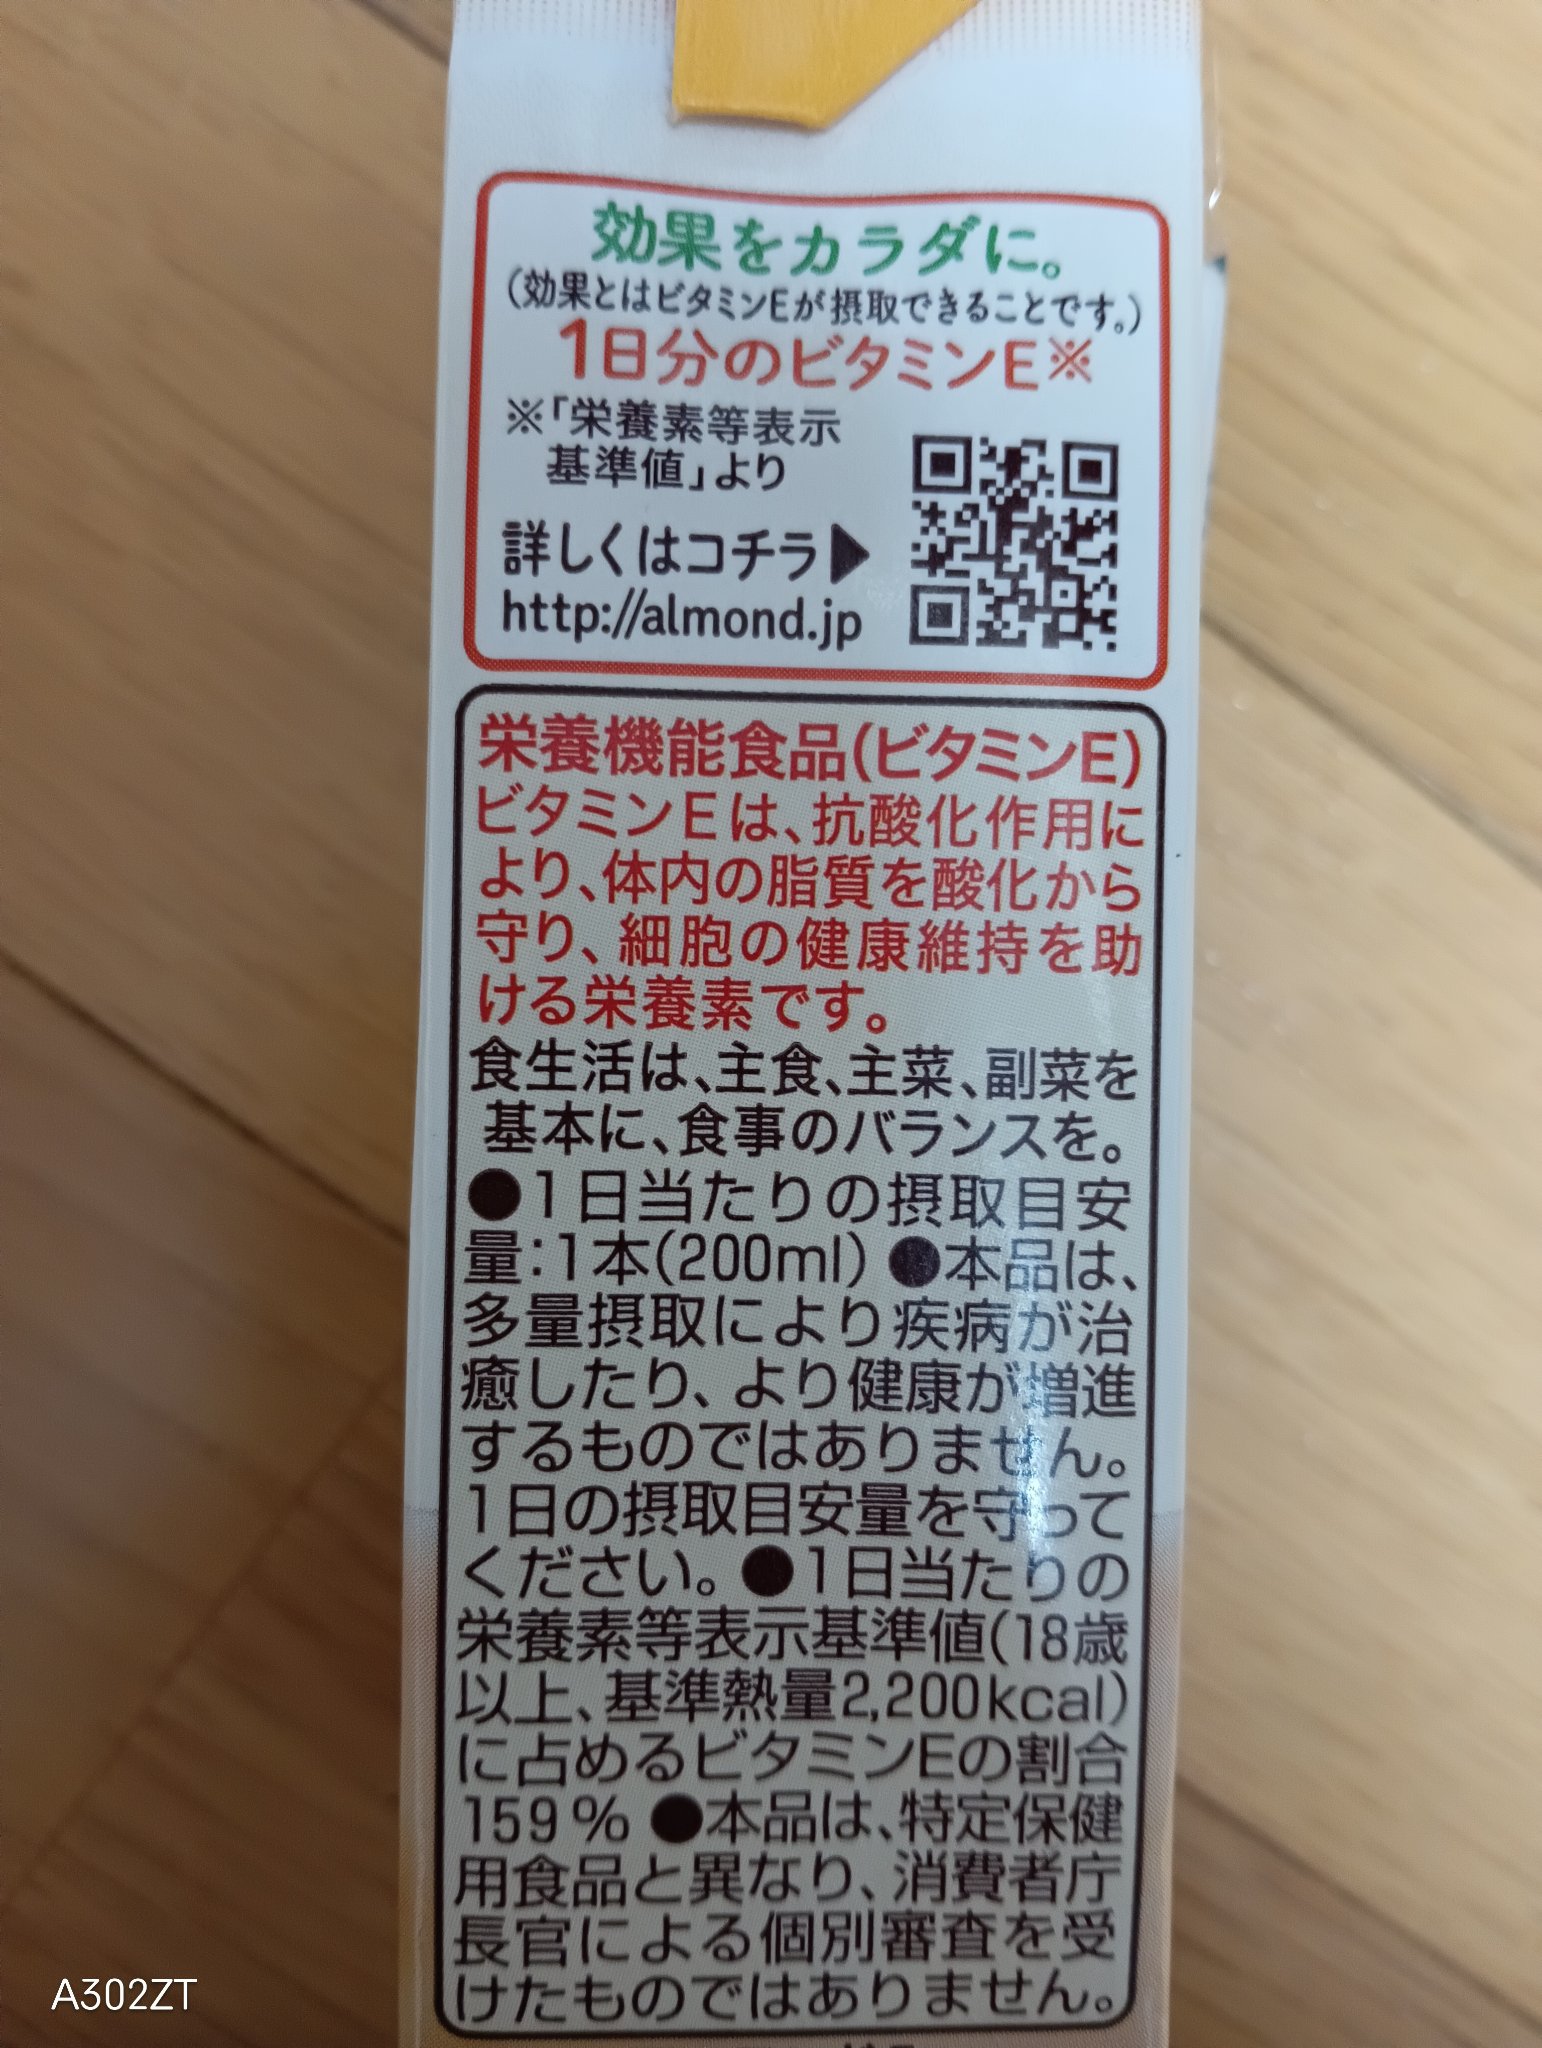 効果をカラダに。
(効果とはビタミンEが摂取できることです。)
1日分のビタミンE※
※「栄養素等表示
基準値」より
詳しくはコチラ▶
http://almond.jp
栄養機能食品(ビタミンE)
ビタミンEは、抗酸化作用に
より、体内の脂質を酸化から
守り、細胞の健康維持を助
ける栄養素です。
食生活は、主食、主菜、副菜を
基本に、食事のバランスを。
●1日当たりの摂取目安
量:1本(200ml) ●本品は、
多量摂取により疾病が治
癒したり、より健康が増進
するものではありません。
1日の摂取目安量を守って
ください。●1日当たりの
栄養素等表示基準値(18歳
以上、基準熱量2,200kcal)
に占めるビタミンEの割合
159% ●本品は、特定保健
用食品と異なり、消費者庁
長官による個別審査を受
けたものではありません。
A302ZT